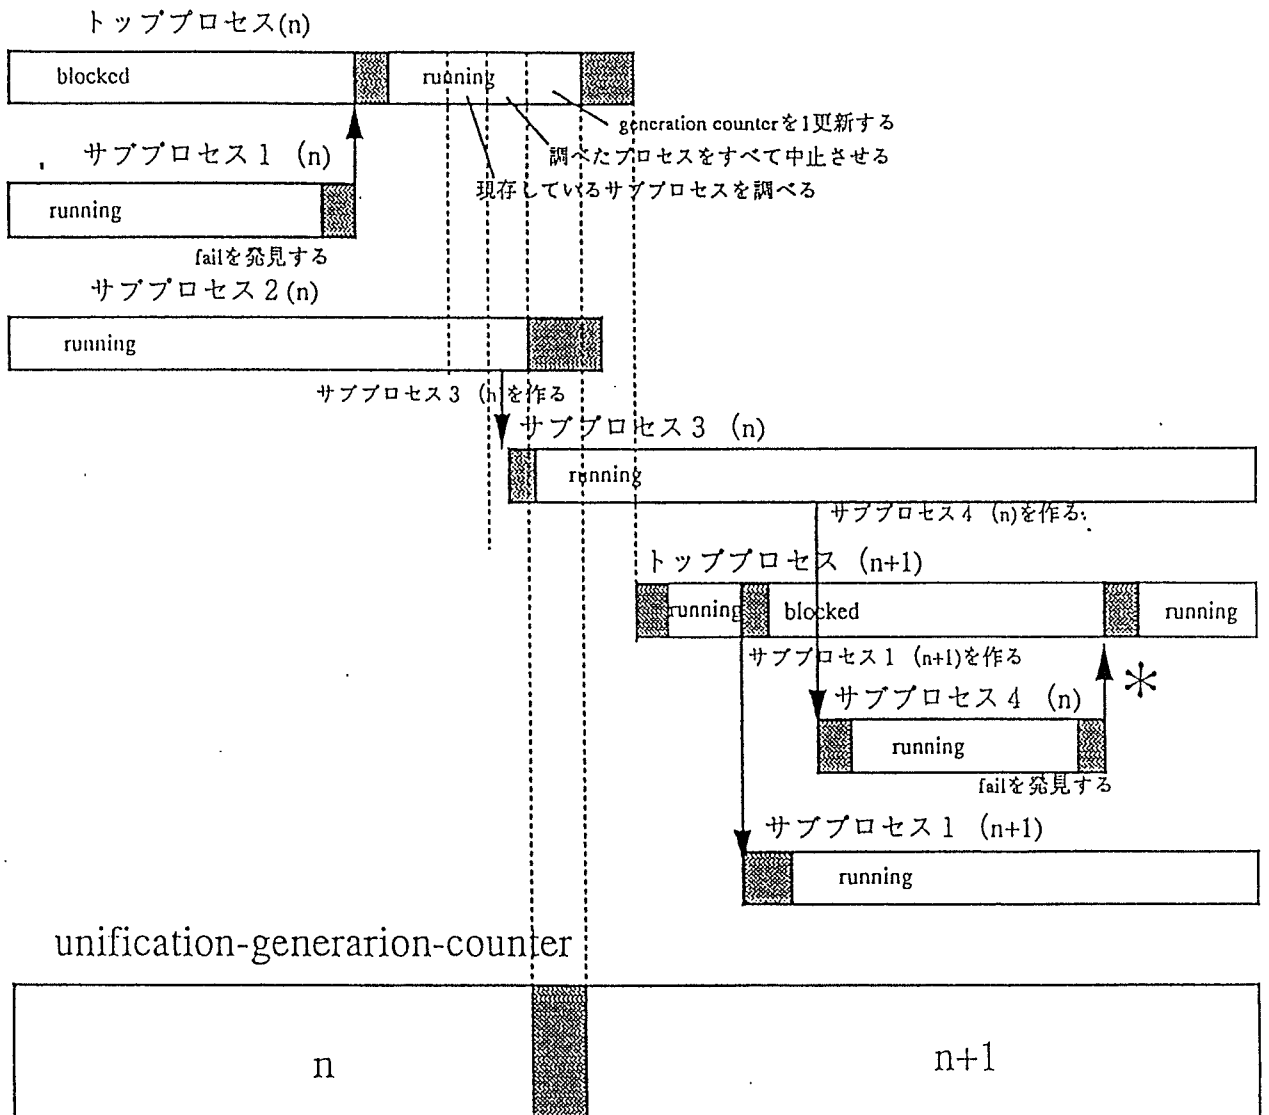 トッププロセス(n)
blocked
running
generation counterを1更新する
調べたプロセスをすべて中止させる
現存しているサブプロセスを調べる
サブプロセス1 (n)
running
failを発見する
サブプロセス2(n)
running
サブプロセス3 (n)を作る
サブプロセス3 (n)
running
サブプロセス4 (n)を作る
トッププロセス (n+1)
running
blocked
running
サブプロセス1 (n+1)を作る
*
サブプロセス4 (n)
running
failを発見する
サブプロセス1 (n+1)
running
unification-generarion-counter
n
n+1